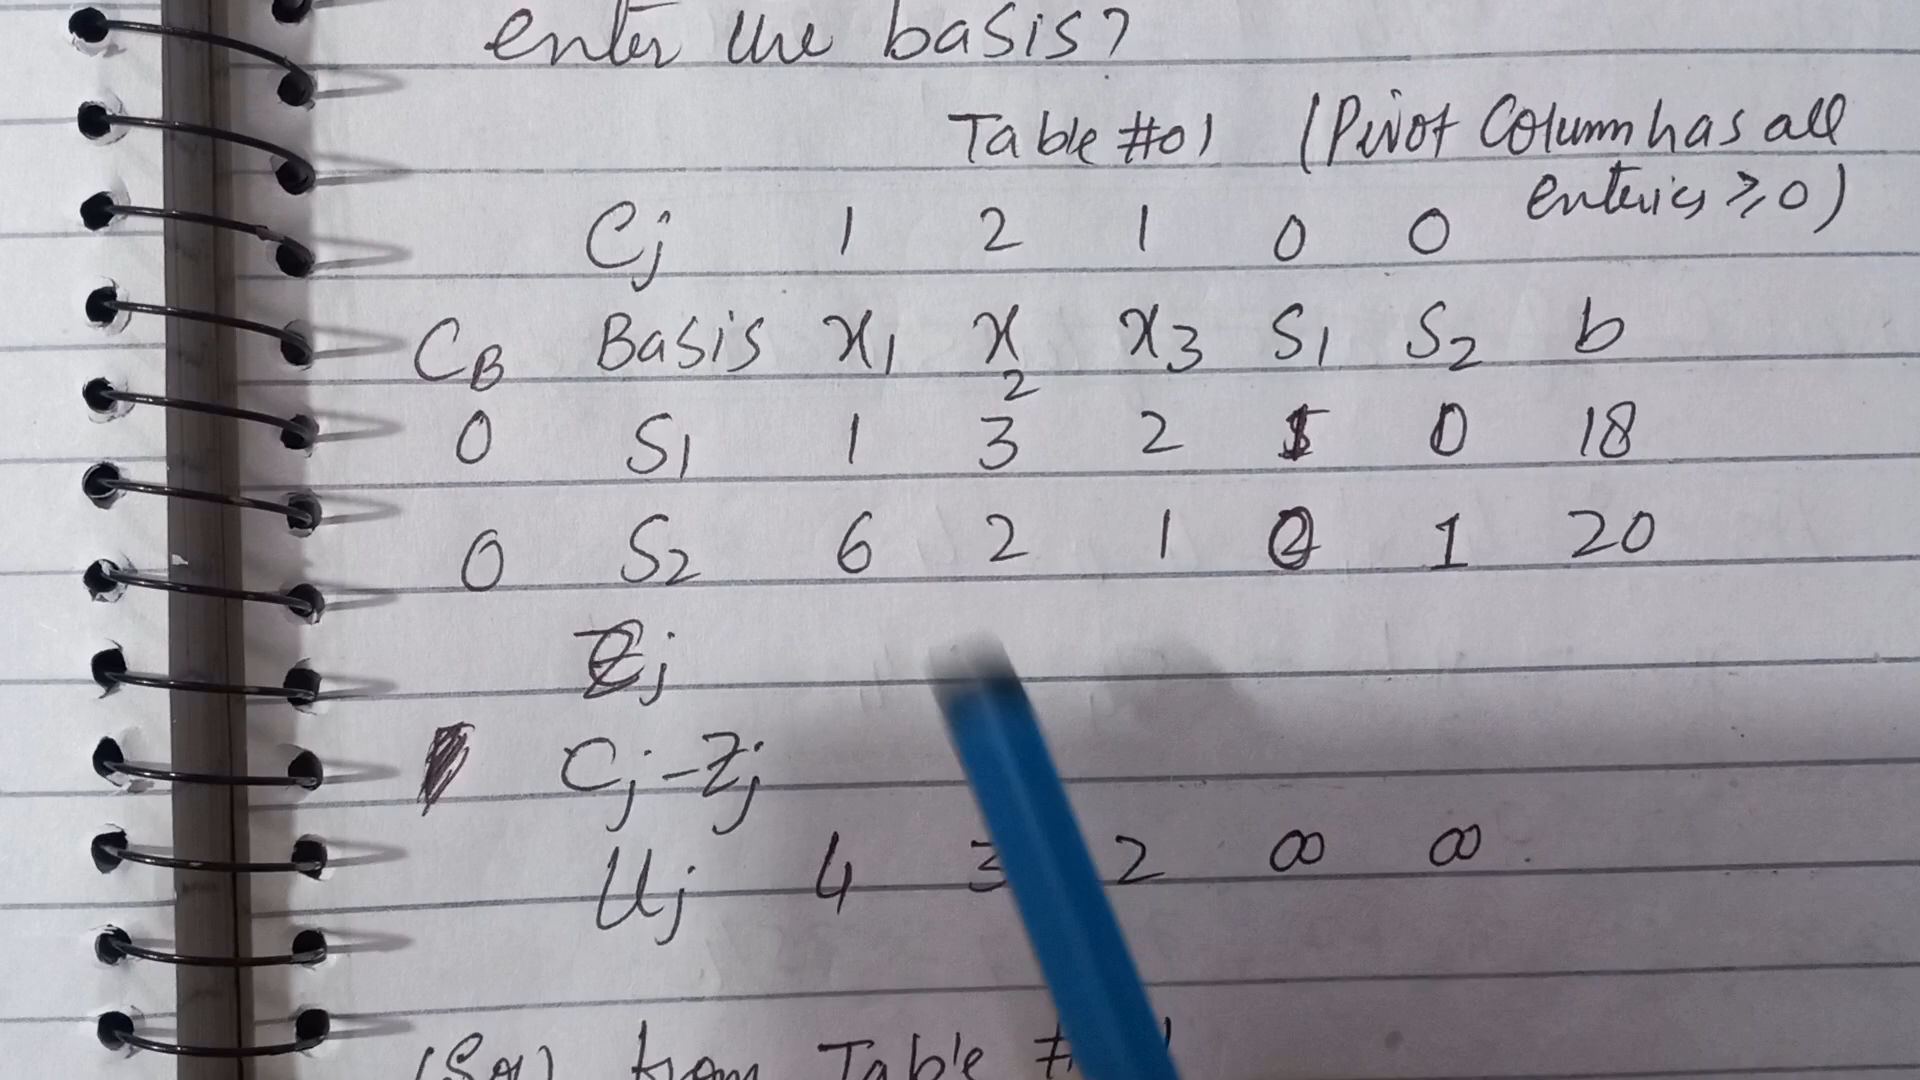 enter the basis?
Table #01 (Pivot Column has all
enteries ≥0)
Cj 1 2 1 0 0
CB Basis x1 x2 x3 S1 S2 b
0 S1 1 3 2 1 0 18
0 S2 6 2 1 0 1 20
Zj
Cj-Zj
Uj 4 3 2 ∞ ∞
from Table #